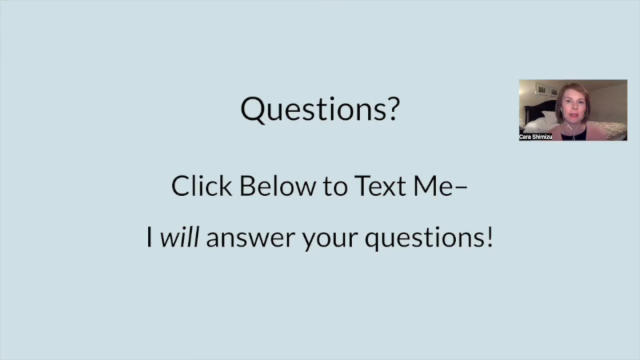 Questions?
Cara Shimizu
Click Below to Text Me–
I will answer your questions!